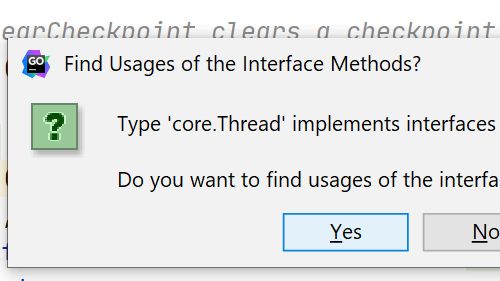 earCheckpoint clears a checkpoint
GO
Find Usages of the Interface Methods?
Type 'core.Thread' implements interfaces
Do you want to find usages of the interfa
Yes
No